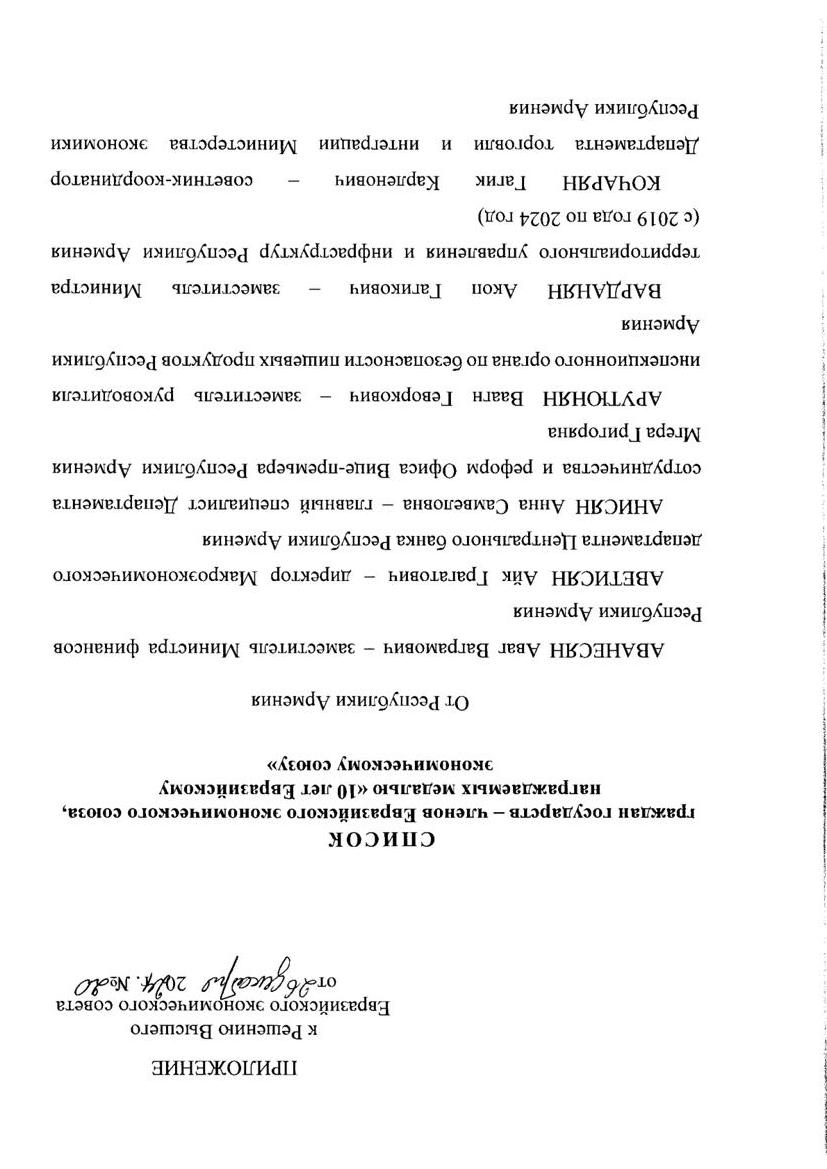 ПРИЛОЖЕНИЕ
к Решению Высшего
Евразийского экономического совета
от 26 декабря 2024 г. № 20
СПИСОК
граждан государств – членов Евразийского экономического союза,
награждаемых медалью «10 лет Евразийскому
экономическому союзу»
От Республики Армения
АВАНЕСЯН Аваг Ваграмович – заместитель Министра финансов
Республики Армения
АВЕТИСЯН Айк Грагатович – директор Макроэкономического
департамента Центрального банка Республики Армения
АНИСЯН Анна Самвеловна – главный специалист Департамента
сотрудничества и реформ Офиса Вице-премьера Республики Армения
Мгера Григоряна
АРУТЮНЯН Ваагн Геворкович – заместитель руководителя
инспекционного органа по безопасности пищевых продуктов Республики
Армения
ВАРДАНЯН Акоп Гагикович – заместитель Министра
территориального управления и инфраструктур Республики Армения
(с 2019 года по 2024 год)
КОЧАРЯН Гагик Карленович – советник-координатор
Департамента торговли и интеграции Министерства экономики
Республики Армения